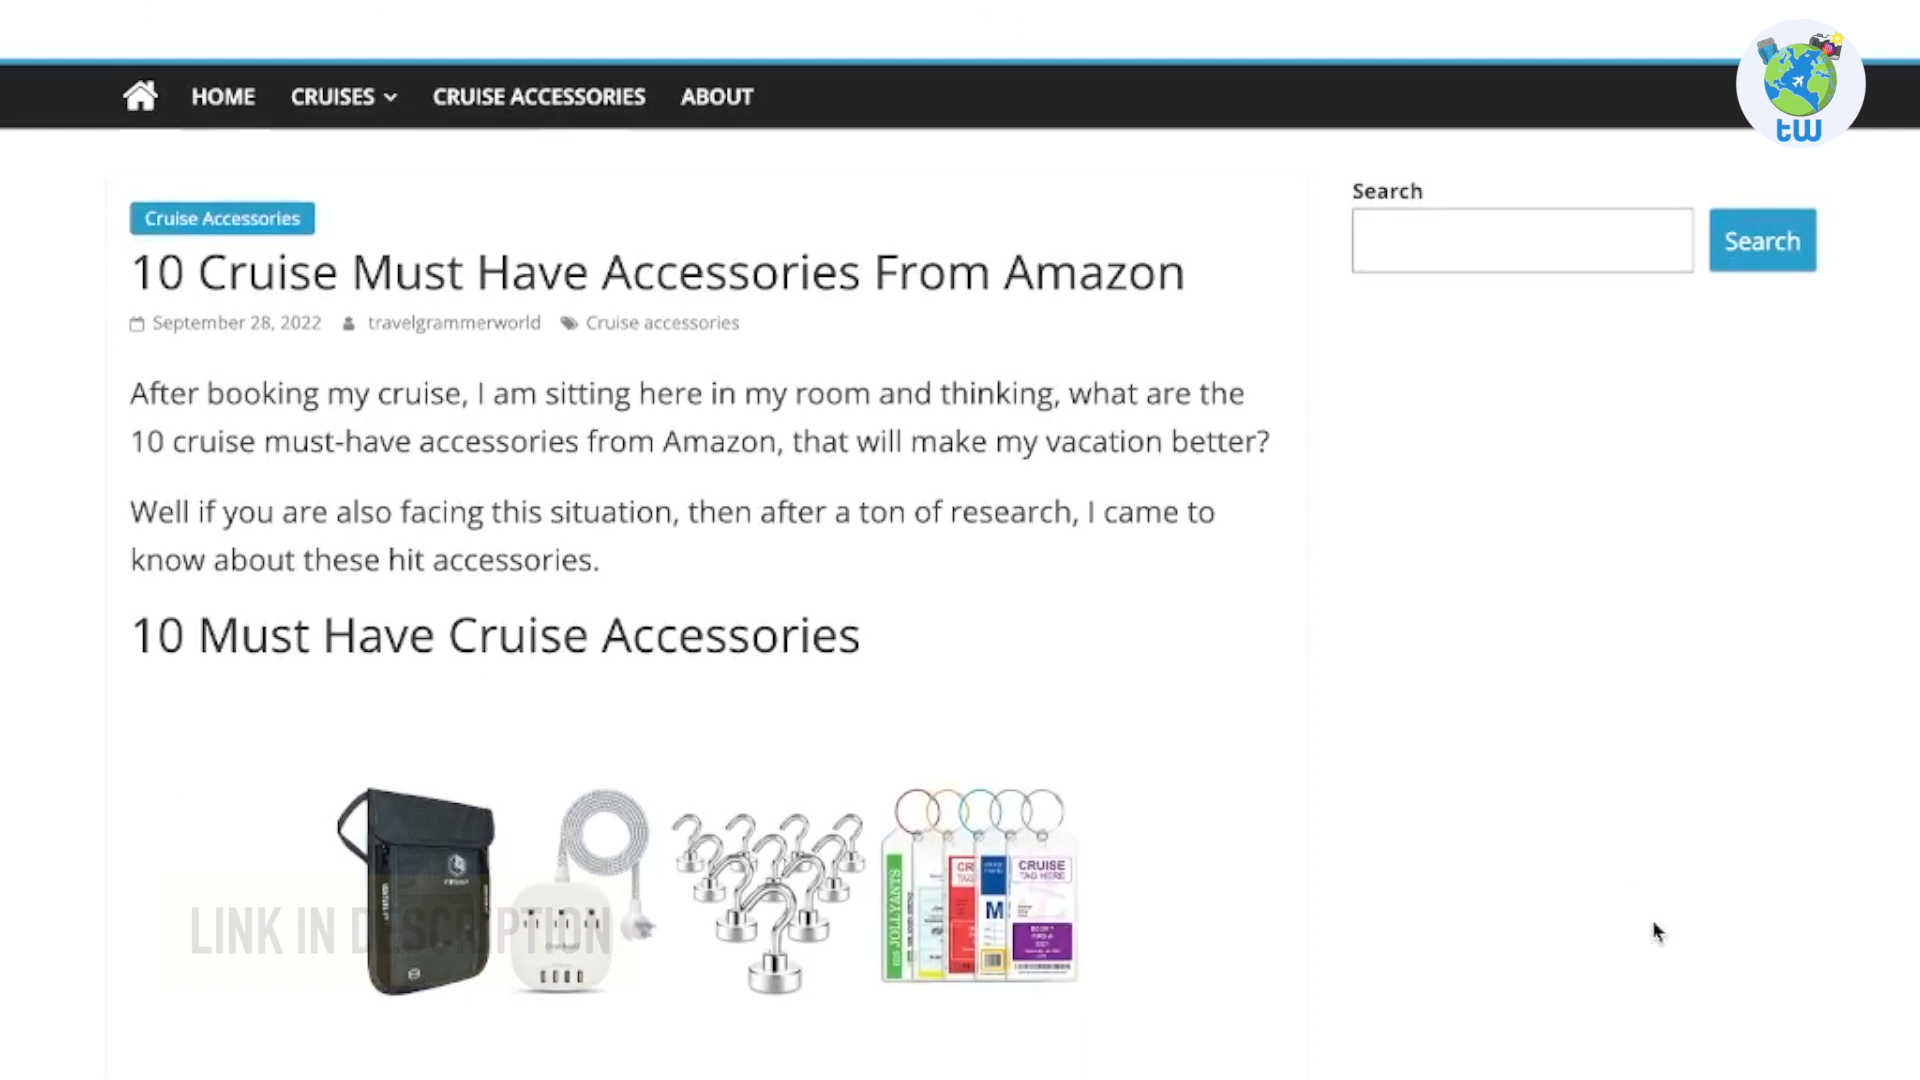 HOME CRUISES CRUISE ACCESSORIES ABOUT
tw
Cruise Accessories
10 Cruise Must Have Accessories From Amazon
September 28, 2022 travelgrammerworld Cruise accessories
After booking my cruise, I am sitting here in my room and thinking, what are the
10 cruise must-have accessories from Amazon, that will make my vacation better?
Well if you are also facing this situation, then after a ton of research, I came to
know about these hit accessories.
10 Must Have Cruise Accessories
Search
Search
LINK IN DESCRIPTION
JOLLYANTS
CR
M
CRUISE
TAG HERE